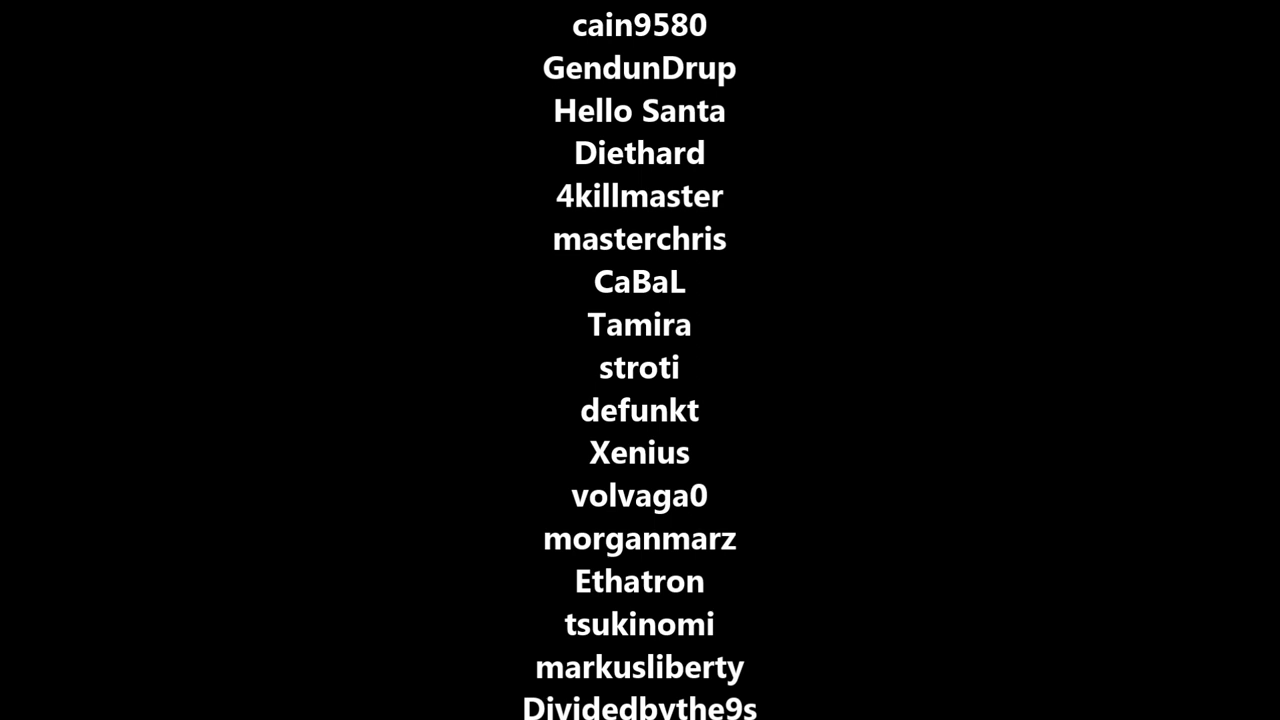 cain9580
GendunDrup
Hello Santa
Diethard
4killmaster
masterchris
CaBaL
Tamira
stroti
defunkt
Xenius
volvaga0
morganmarz
Ethatron
tsukinomi
markusliberty
Dividedbythe9s